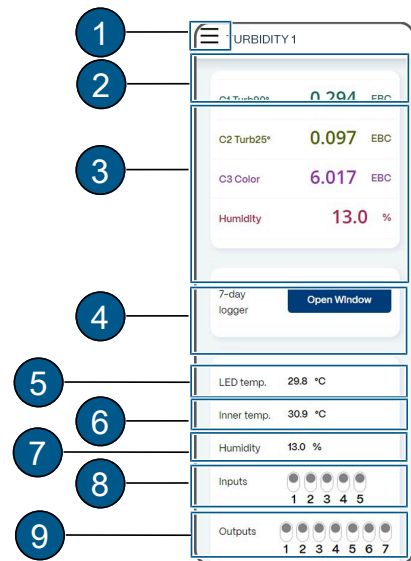 1
TURBIDITY 1
2
C1 Turb90° 0.294 EBC
3
C2 Turb25° 0.097 EBC
C3 Color 6.017 EBC
Humidity 13.0 %
4
7-day
logger
Open Window
5
LED temp. 29.8 °C
6
Inner temp. 30.9 °C
7
Humidity 13.0 %
8
Inputs
1 2 3 4 5
9
Outputs
1 2 3 4 5 6 7